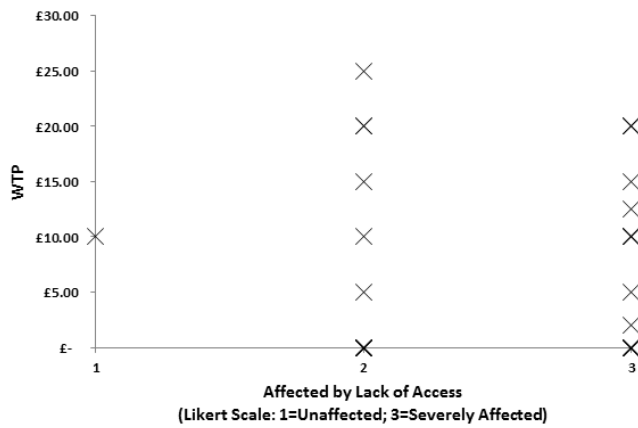 £30.00
£25.00
£20.00
£15.00
£10.00
£5.00
£-
WTP
1 2 3
Affected by Lack of Access
(Likert Scale: 1=Unaffected; 3=Severely Affected)